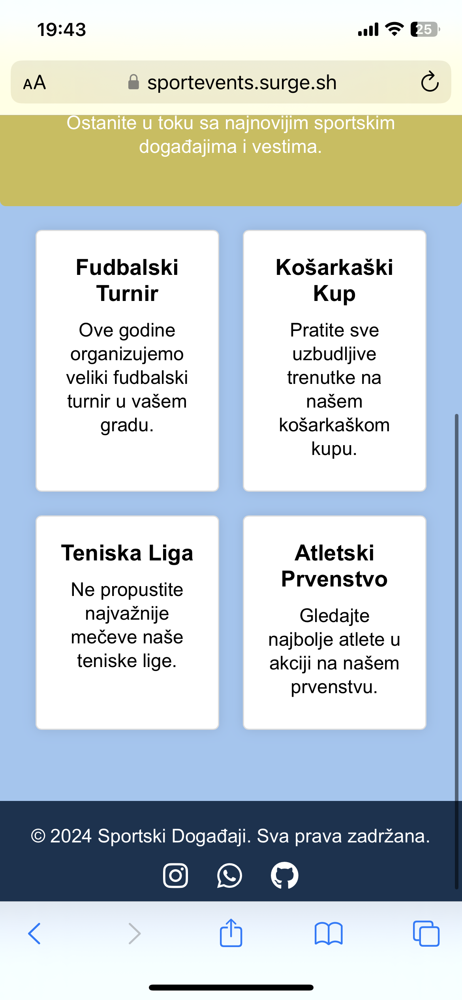 19:43
25
AA
sportevents.surge.sh
Ostanite u toku sa najnovijim sportskim
događajima i vestima.
Fudbalski
Turnir
Ove godine
organizujemo
veliki fudbalski
turnir u vašem
gradu.
Košarkaški
Kup
Pratite sve
uzbudljive
trenutke na
našem
košarkaškom
kupu.
Teniska Liga
Ne propustite
najvažnije
mečeve naše
teniske lige.
Atletski
Prvenstvo
Gledajte
najbolje atlete u
akciji na našem
prvenstvu.
© 2024 Sportski Događaji. Sva prava zadržana.